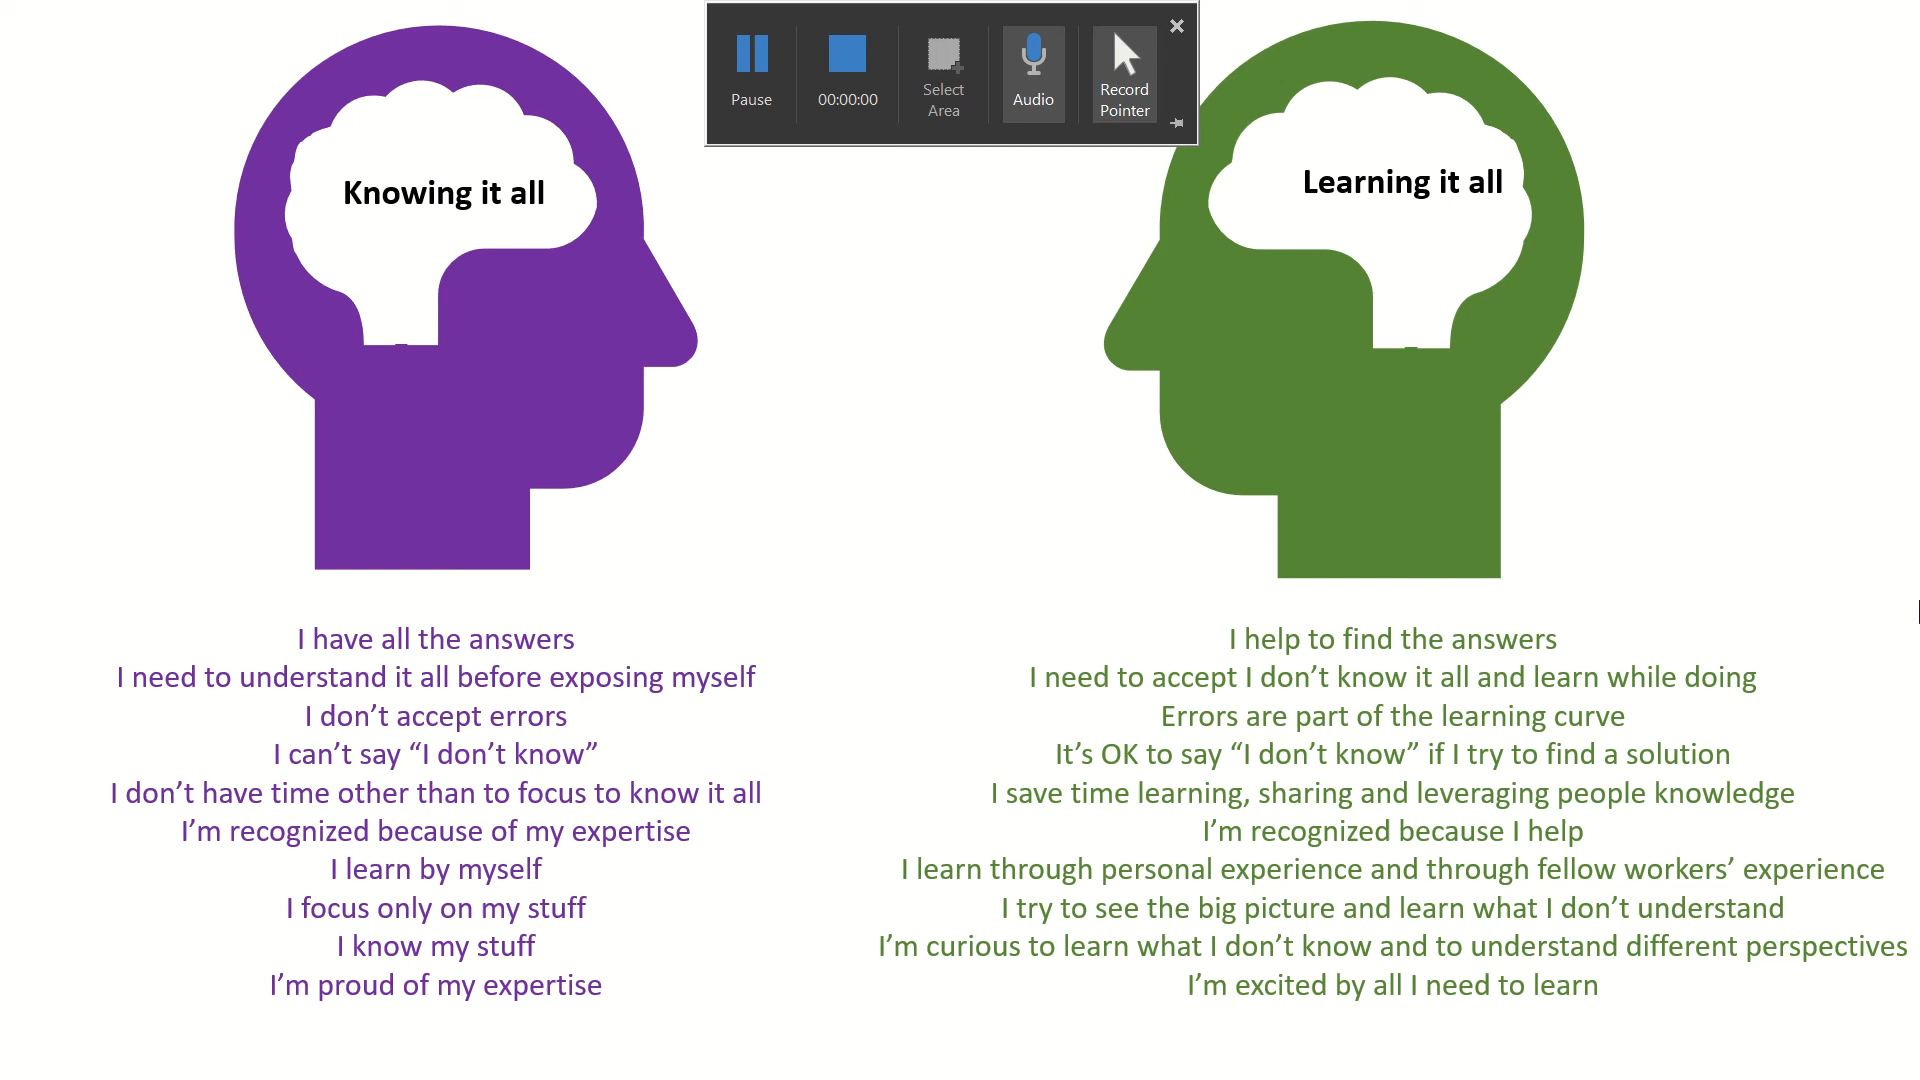 Pause
00:00:00
Select
Area
Audio
Record
Pointer
Knowing it all
Learning it all
I have all the answers
I need to understand it all before exposing myself
I don’t accept errors
I can’t say “I don’t know”
I don’t have time other than to focus to know it all
I’m recognized because of my expertise
I learn by myself
I focus only on my stuff
I know my stuff
I’m proud of my expertise
I help to find the answers
I need to accept I don’t know it all and learn while doing
Errors are part of the learning curve
It’s OK to say “I don’t know” if I try to find a solution
I save time learning, sharing and leveraging people knowledge
I’m recognized because I help
I learn through personal experience and through fellow workers’ experience
I try to see the big picture and learn what I don’t understand
I’m curious to learn what I don’t know and to understand different perspectives
I’m excited by all I need to learn